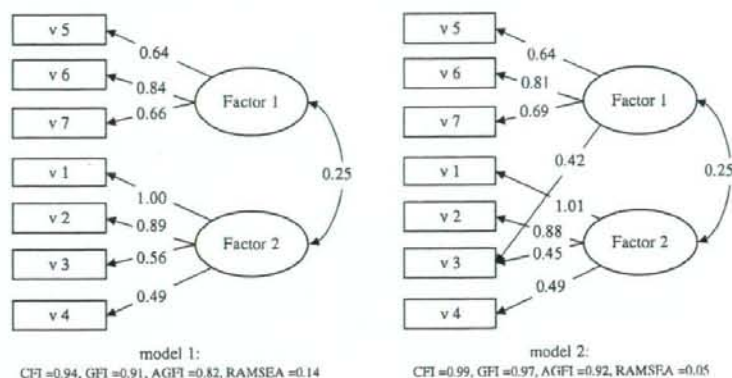 v 5
0.64
v 6
0.84
Factor 1
v 7
0.66
v 1
0.25
1.00
v 2
0.89
Factor 2
v 3
0.56
v 4
0.49
model 1:
CFI =0.94, GFI =0.91, AGFI =0.82, RAMSEA =0.14
v 5
0.64
v 6
0.81
Factor 1
v 7
0.69
0.42
v 1
0.25
1.01
v 2
0.88
Factor 2
v 3
0.45
v 4
0.49
model 2:
CFI =0.99, GFI =0.97, AGFI =0.92, RAMSEA =0.05